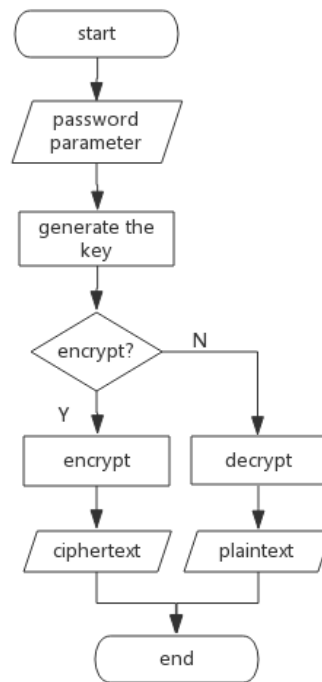 start
password
parameter
generate the
key
encrypt?
N
Y
encrypt
decrypt
ciphertext
plaintext
end